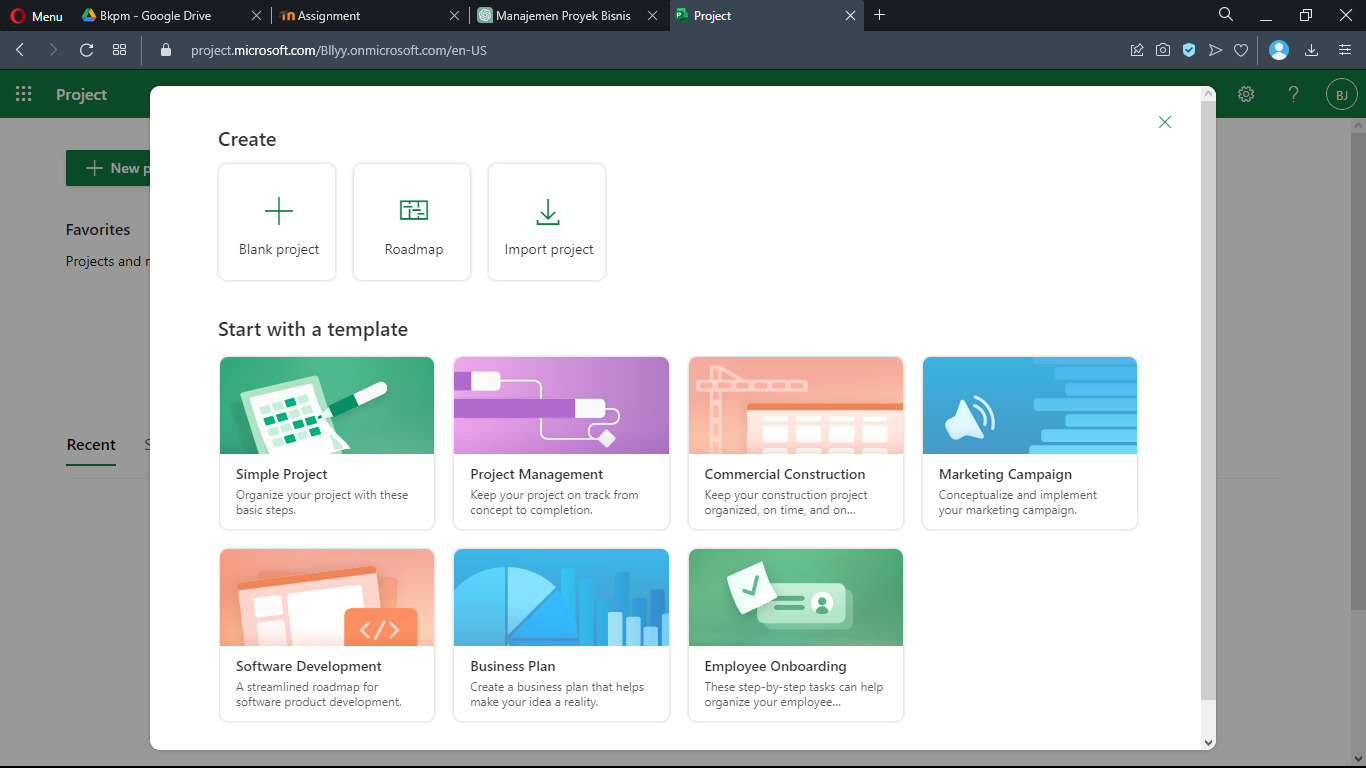 Menu
Bkpm - Google Drive
Assignment
Manajemen Proyek Bisnis
Project
project.microsoft.com/Bllyy.onmicrosoft.com/en-US
Project
?
BJ
New p
Favorites
Projects and r
Recent
S
Create
Blank project
Roadmap
Import project
Start with a template
Simple Project
Organize your project with these
basic steps.
Project Management
Keep your project on track from
concept to completion.
Commercial Construction
Keep your construction project
organized, on time, and on...
Marketing Campaign
Conceptualize and implement
your marketing campaign.
</>
Software Development
A streamlined roadmap for
software product development.
Business Plan
Create a business plan that helps
make your idea a reality.
Employee Onboarding
These step-by-step tasks can help
organize your employee...